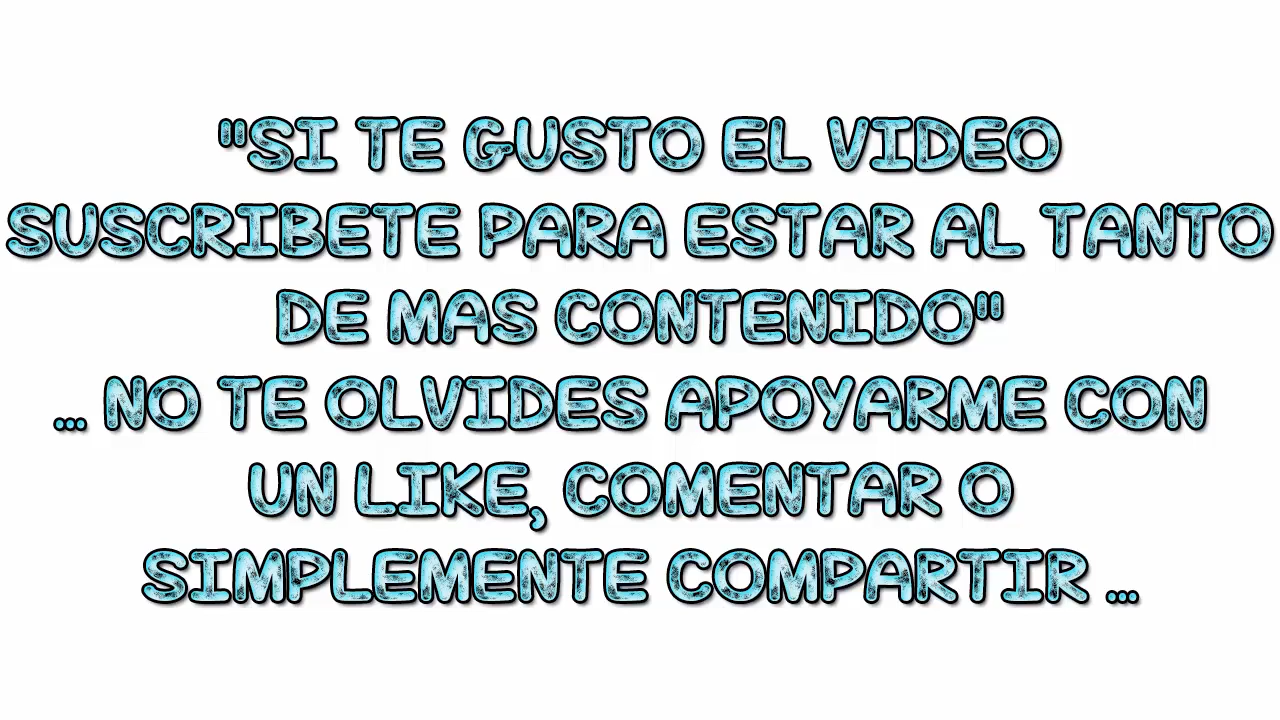 "SI TE GUSTO EL VIDEO
SUSCRIBETE PARA ESTAR AL TANTO
DE MAS CONTENIDO"
... NO TE OLVIDES APOYARME CON
UN LIKE, COMENTAR O
SIMPLEMENTE COMPARTIR ...